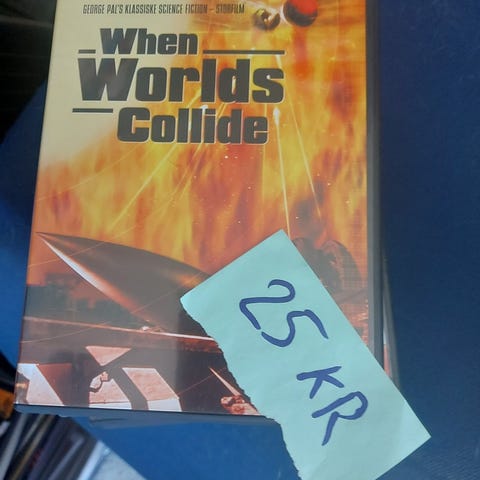 GEORGE PAL'S KLASSISKE SCIENCE FICTION - STORFILM
When
Worlds
Collide
25 KR